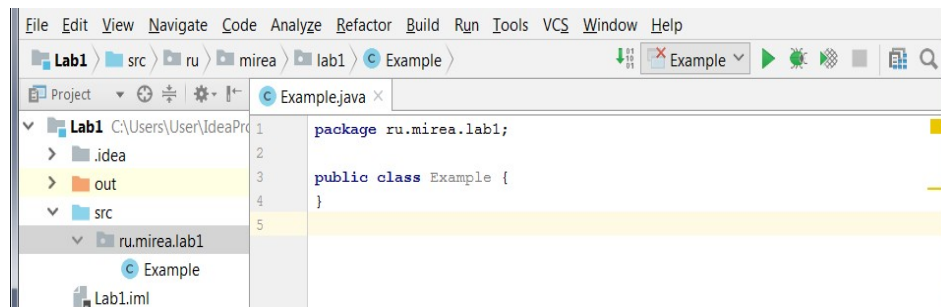 File Edit View Navigate Code Analyze Refactor Build Run Tools VCS Window Help
Lab1 src ru mirea lab1 Example Example
Project Example.java
Lab1 C:\Users\User\IdeaPrc
.idea
out
src
ru.mirea.lab1
Example
Lab1.iml
1 package ru.mirea.lab1;
2
3 public class Example {
4 }
5